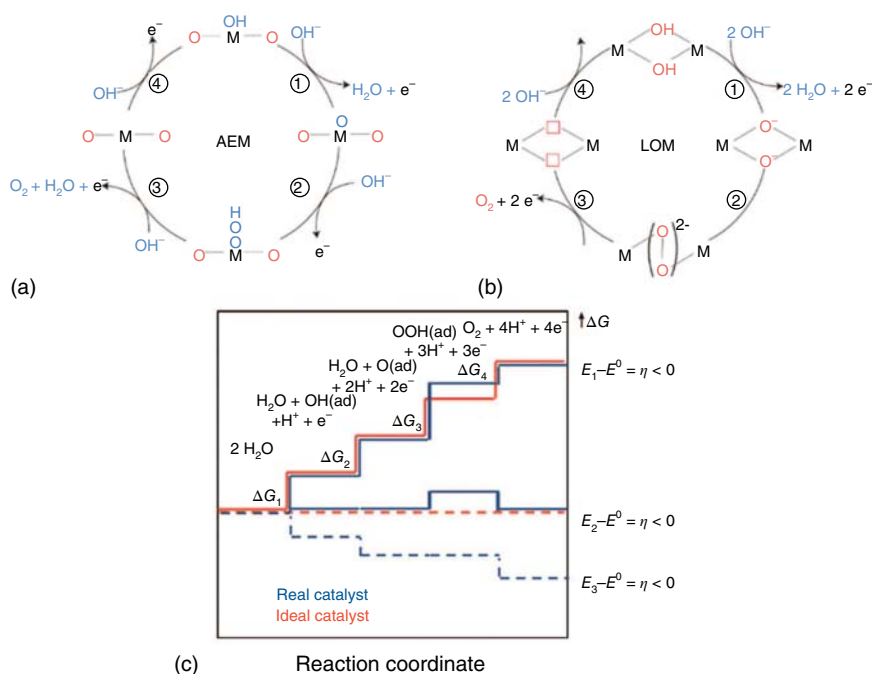 OH
O M O
e⁻
OH⁻
④
①
OH⁻
H₂O + e⁻
O
O M O
AEM
O M O
O₂ + H₂O + e⁻
③
②
OH⁻
OH⁻
H
O
O
O M O
e⁻
(a)
OH
M M
OH
2 OH⁻
④
①
2 OH⁻
2 H₂O + 2 e⁻
M M
LOM
O⁻
M M
O⁻
O₂ + 2 e⁻
③
②
2-
O
M M
O
(b)
ΔG
OOH(ad) O₂ + 4H⁺ + 4e⁻
+ 3H⁺ + 3e⁻
H₂O + O(ad)
+ 2H⁺ + 2e⁻
ΔG₄
E₁–E⁰ = η < 0
H₂O + OH(ad)
+H⁺ + e⁻
ΔG₃
2 H₂O
ΔG₂
ΔG₁
E₂–E⁰ = η < 0
E₃–E⁰ = η < 0
Real catalyst
Ideal catalyst
(c) Reaction coordinate